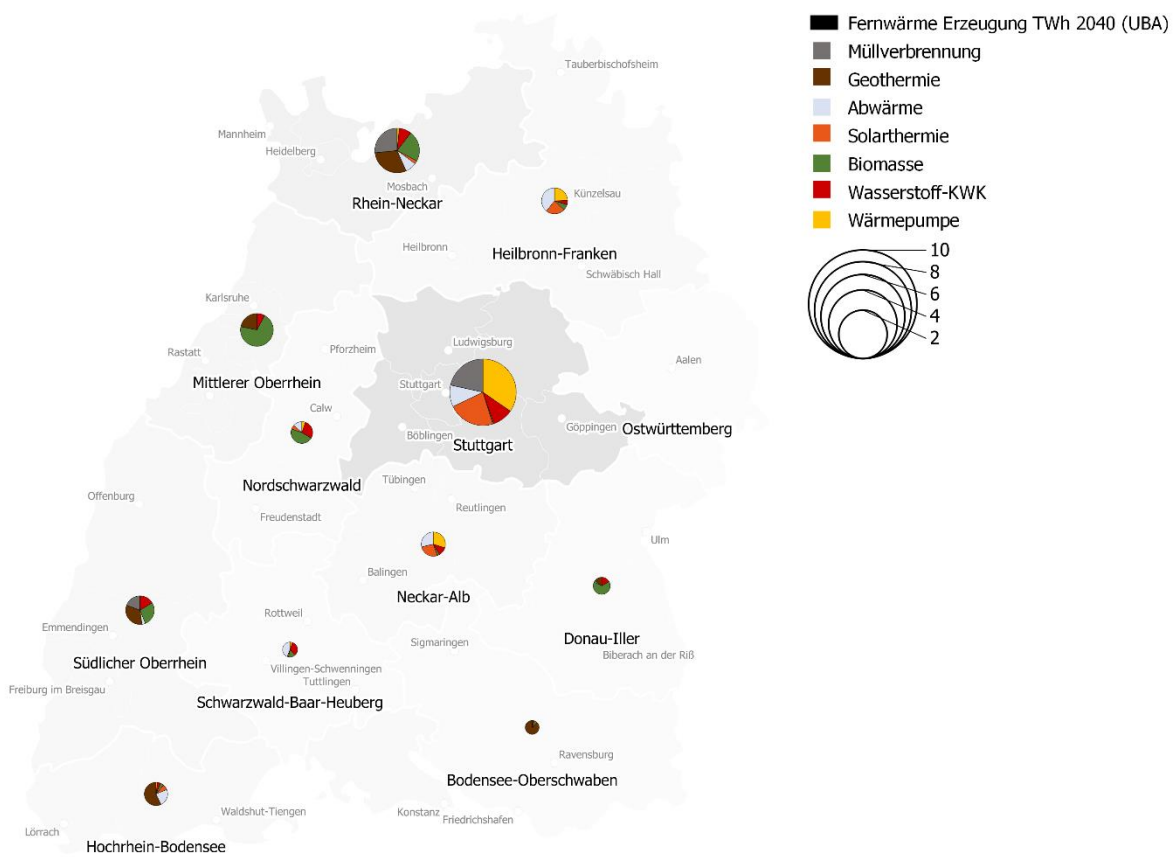 Fernwärme Erzeugung TWh 2040 (UBA)
Müllverbrennung
Geothermie
Abwärme
Solarthermie
Biomasse
Wasserstoff-KWK
Wärmepumpe
10
8
6
4
2
Tauberbischofsheim
Mannheim
Heidelberg
Mosbach
Rhein-Neckar
Künzelsau
Heilbronn
Heilbronn-Franken
Schwäbisch Hall
Karlsruhe
Rastatt
Pforzheim
Ludwigsburg
Aalen
Mittlerer Oberrhein
Stuttgart
Calw
Böblingen
Göppingen
Ostwürttemberg
Stuttgart
Nordschwarzwald
Tübingen
Offenburg
Freudenstadt
Reutlingen
Ulm
Balingen
Neckar-Alb
Rottweil
Emmendingen
Sigmaringen
Donau-Iller
Biberach an der Riß
Südlicher Oberrhein
Villingen-Schwenningen
Tuttlingen
Freiburg im Breisgau
Schwarzwald-Baar-Heuberg
Ravensburg
Bodensee-Oberschwaben
Waldshut-Tiengen
Konstanz
Friedrichshafen
Lörrach
Hochrhein-Bodensee